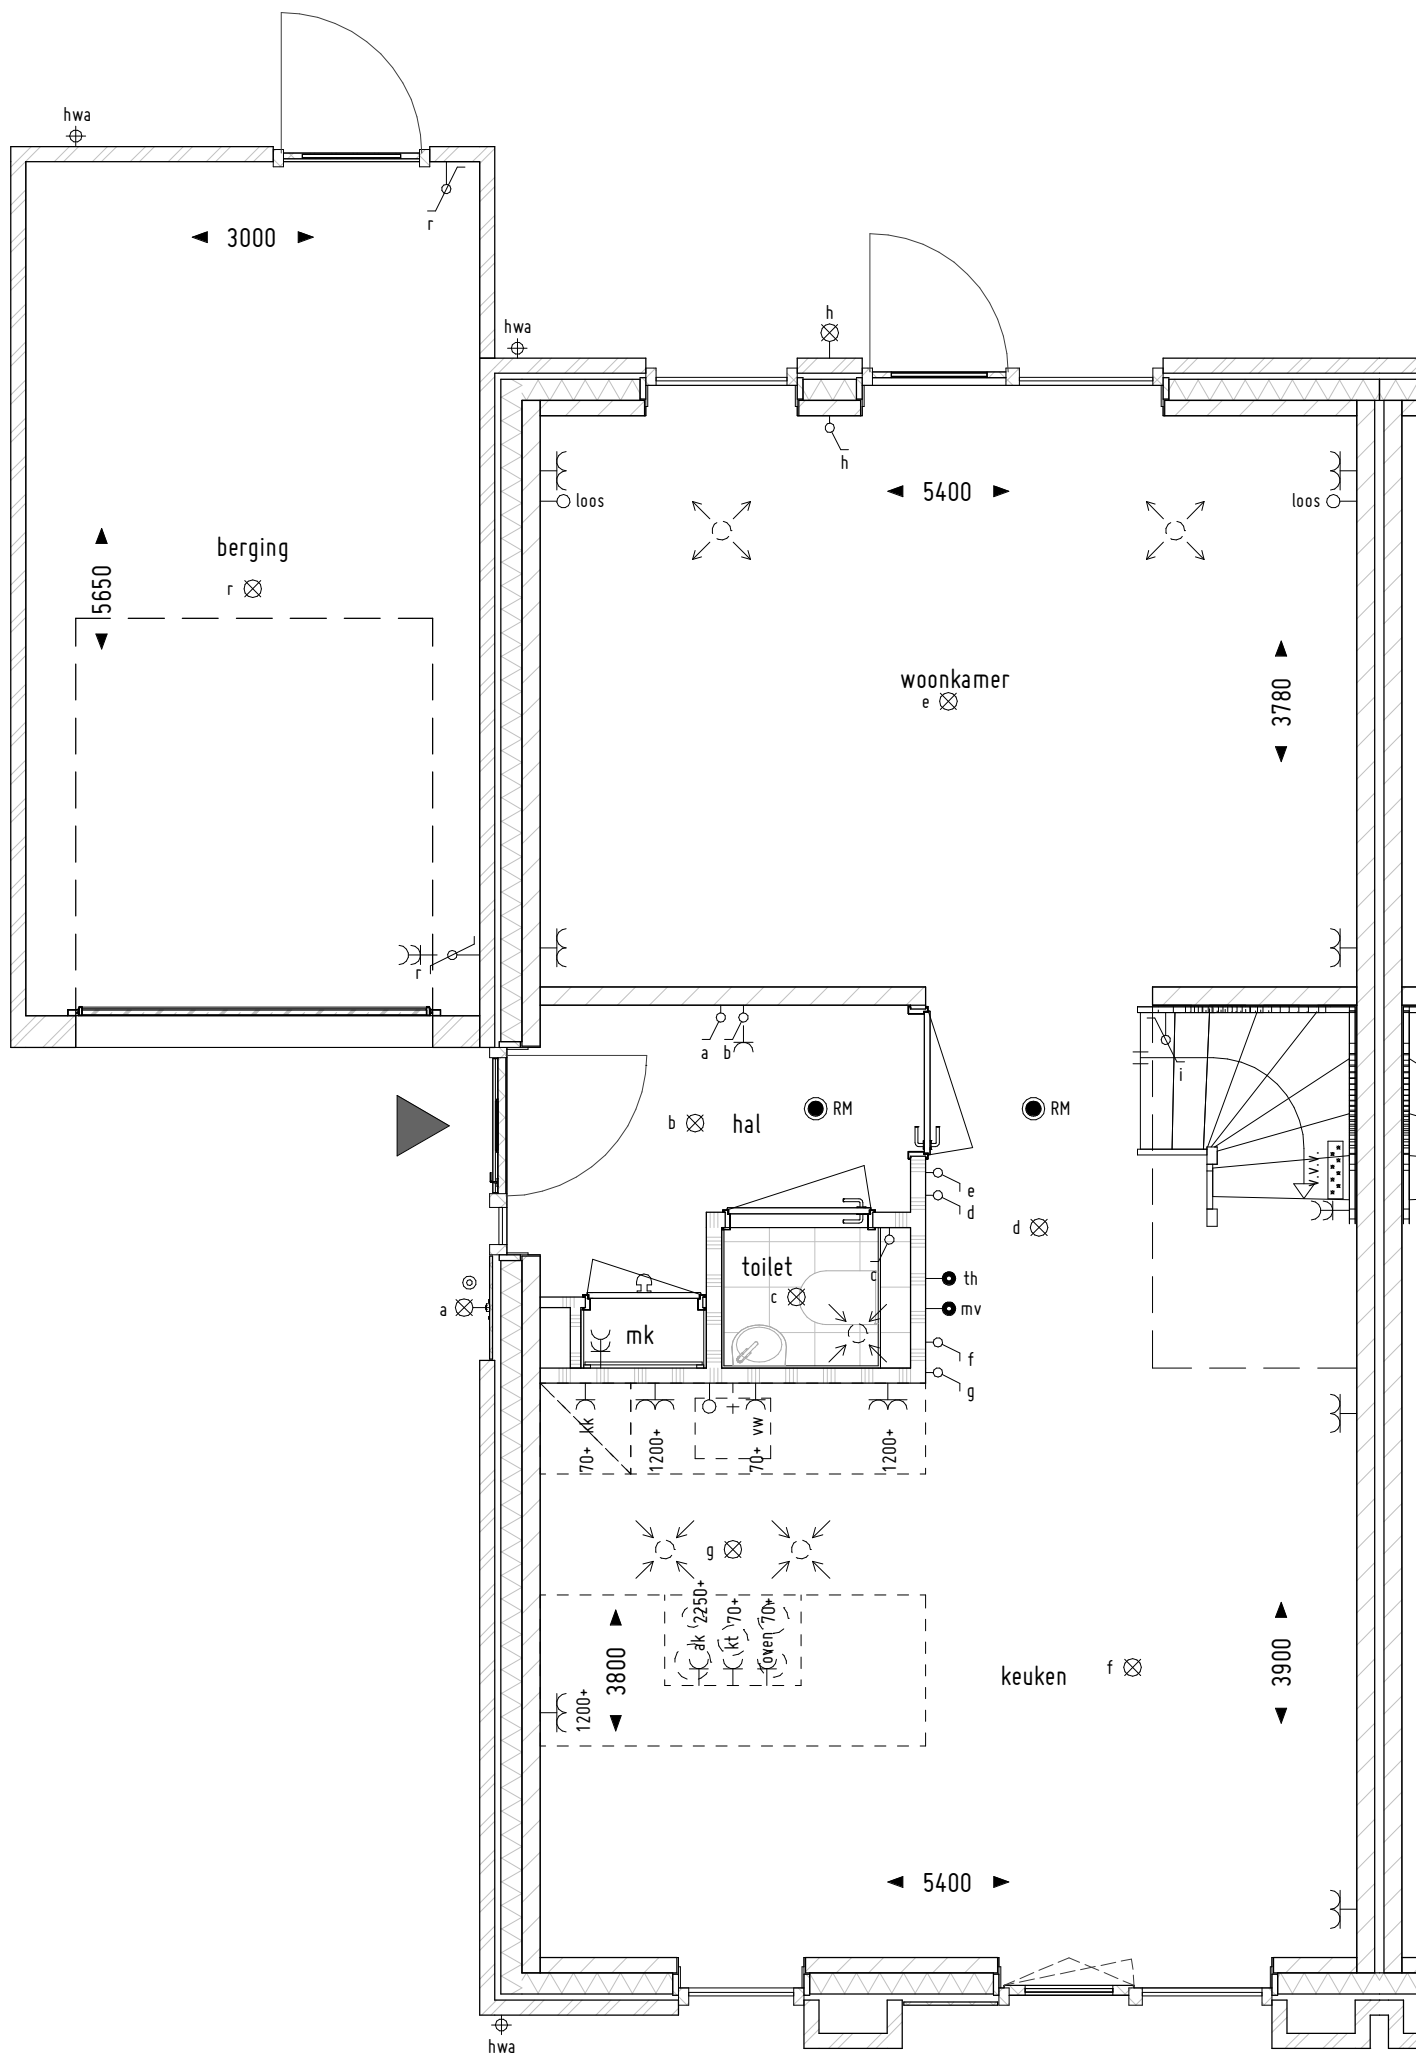 hwa
r
3000
h
hwa
h
5400
loos
loos
berging
r
5650
woonkamer
e
3780
r
a
b
i
b
hal
RM
RM
e
d
d
v.v.
toilet
c
c
th
a
mv
mk
f
g
70+ kk
1200+
70+ vw
1200+
g
ak 2250+
kt 70+
oven 70+
3800
1200+
keuken
f
3900
5400
hwa